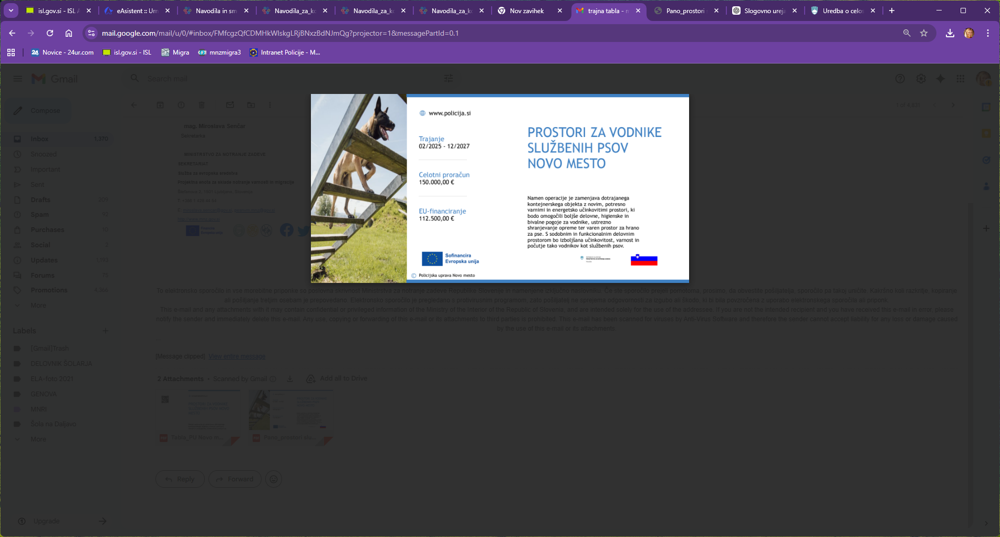 isl.gov.si - ISL A
eAsistent :: Urn
Navodila in sm
Navodila_za_ko
Navodila_za_ko
Navodila_za_ko
Nov zavihek
trajna tabla - m
Pano_prostori s
Slogovno ureja
Uredba o celos
mail.google.com/mail/u/0/#inbox/FMfcgzQfCDMHkWlskgLRjBNxzBdNJmQg?projector=1&messagePartId=0.1
24 Novice - 24ur.com
isl.gov.si - ISL
Migra
mnzmigra3
Intranet Policije - M...
Gmail
Search mail
Compose
1 of 4,831
Inbox 1,370
Snoozed
Important
Sent
Drafts 209
Spam 92
Purchases 10
Social 2
Updates 1,193
Forums 75
Promotions 4,366
More
Labels
[Gmail]Trash
DELOVNIK ŠOLARJA
ELA-foto 2021
GENOVA
MNRI
Šola na Daljavo
More
Upgrade
mag. Miroslava Senčar
Sekretarka
MINISTRSTVO ZA NOTRANJE ZADEVE
SEKRETARIAT
Služba za evropska sredstva
Projektna enota za sklade notranje varnosti in migracije
Štefanova 2, 1501 Ljubljana, Slovenija
www.policija.si
Trajanje
02/2025 - 12/2027
Celotni proračun
150.000,00 €
EU-financiranje
112.500,00 €
Sofinancira
Evropska unija
© Policijska uprava Novo mesto
PROSTORI ZA VODNIKE
SLUŽBENIH PSOV
NOVO MESTO
Namen operacije je zamenjava dotrajanega
kontejnerskega objekta z novim, potresno
varnimi in energetsko učinkovitimi prostori, ki
bodo omogočili boljše delovne, higienske in
bivalne pogoje za vodnike, ustrezno
shranjevanje opreme ter varen prostor za hrano
za pse. S sodobnim in funkcionalnim delovnim
prostorom bo izboljšana učinkovitost, varnost in
počutje tako vodnikov kot službenih psov.
To elektronsko sporočilo in vse morebitne priponke so poslovna skrivnost Ministrstva za notranje zadeve Republike Slovenije in namenjene izključno naslovniku. Če ste sporočilo prejeli pomotoma, prosimo, da obvestite pošiljatelja, sporočilo pa takoj uničite. Kakršno koli razkritje, kopiranje
ali pošiljanje tretjim osebam je prepovedano. Elektronsko sporočilo je pregledano s protivirusnim programom, zato pošiljatelj ne sprejema odgovornosti za izgubo ali škodo, ki bi bila povzročena z uporabo elektronskega sporočila ali priponk.
This e-mail and any attachments with it may contain confidential or privileged information of the Ministry of the Interior of the Republic of Slovenia, and are intended solely for the use of the addressee. If you are not the intended recipient and you have received this e-mail in error, please
notify the sender and immediately delete this e-mail. Any use, copying or forwarding of this e-mail or its attachments to third parties is prohibited. This e-mail has been scanned for viruses by Anti-Virus Software and therefore the sender cannot accept liability for any loss or damage caused
by the use of this e-mail or its attachments.
...
[Message clipped] View entire message
2 Attachments • Scanned by Gmail
Add all to Drive
Tabla_PU Novo m...
Pano_prostori slu...
Reply
Forward